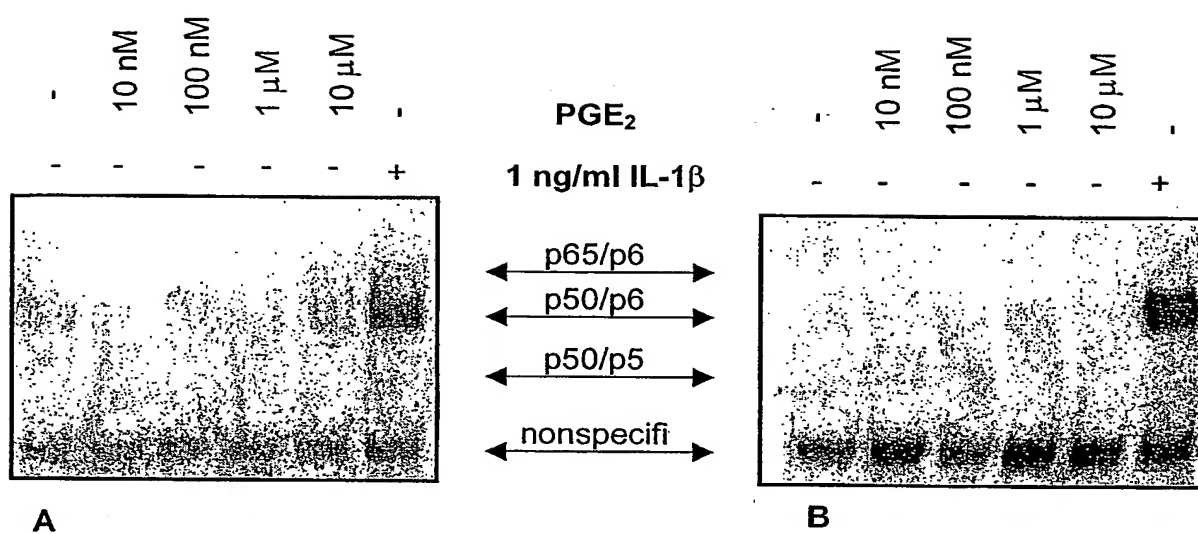 - 10 nM 100 nM 1 µM 10 µM -
PGE₂
- 10 nM 100 nM 1 µM 10 µM -
- - - - - +
1 ng/ml IL-1β
- - - - - +
p65/p6
p50/p6
p50/p5
nonspecifi
A
B